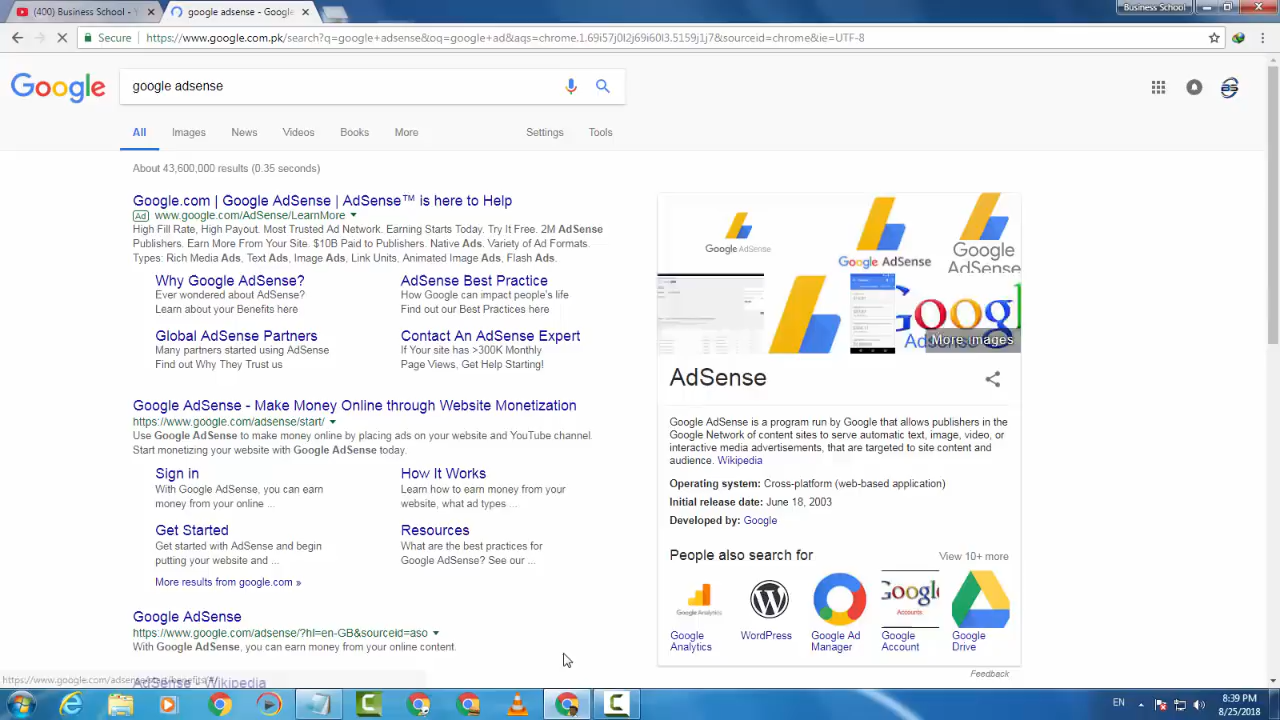 (400) Business School - Y
google adsense - Google
Business School
Secure
https://www.google.com.pk/search?q=google+adsense&oq=google+ad&aqs=chrome.1.69i57j0l2j69i60l3.5159j1j7&sourceid=chrome&ie=UTF-8
Google
google adsense
All Images News Videos Books More Settings Tools
About 43,600,000 results (0.35 seconds)
Google.com | Google AdSense | AdSense™ is here to Help
Ad www.google.com/AdSense/LearnMore
High Fill Rate, High Payout. Most Trusted Ad Network. Earning Starts Today. Try It Free. 2M AdSense
Publishers. Earn More From Your Site. $10B Paid to Publishers. Native Ads. Variety of Ad Formats.
Types: Rich Media Ads, Text Ads, Image Ads, Link Units, Animated Image Ads, Flash Ads.
Why Google AdSense?
Ever wondered about AdSense?
Learn about your Benefits here
AdSense Best Practice
How Google can impact people's life
Find out our Best Practices here
Global AdSense Partners
Many partners started using AdSense
Find out Why They Trust us
Contact An AdSense Expert
If Your site has >300K Monthly
Page Views, Get Help Starting!
Google AdSense - Make Money Online through Website Monetization
https://www.google.com/adsense/start/
Use Google AdSense to make money online by placing ads on your website and YouTube channel.
Start monetizing your website with Google AdSense today.
Sign in
With Google AdSense, you can earn
money from your online ...
How It Works
Learn how to earn money from your
website, what ad types ...
Get Started
Get started with AdSense and begin
putting your website and ...
Resources
What are the best practices for
Google AdSense? See our ...
More results from google.com »
Google AdSense
https://www.google.com/adsense/?hl=en-GB&sourceid=aso
With Google AdSense, you can earn money from your online content.
AdSense - Wikipedia
Google AdSense
Google AdSense
Google
AdSense
Google
AdSense
More images
AdSense
Google AdSense is a program run by Google that allows publishers in the
Google Network of content sites to serve automatic text, image, video, or
interactive media advertisements, that are targeted to site content and
audience. Wikipedia
Operating system: Cross-platform (web-based application)
Initial release date: June 18, 2003
Developed by: Google
People also search for
View 10+ more
Google Analytics
Google
Accounts
Google
Analytics
WordPress
Google Ad
Manager
Google
Account
Google
Drive
Feedback
EN
8:39 PM
8/25/2018